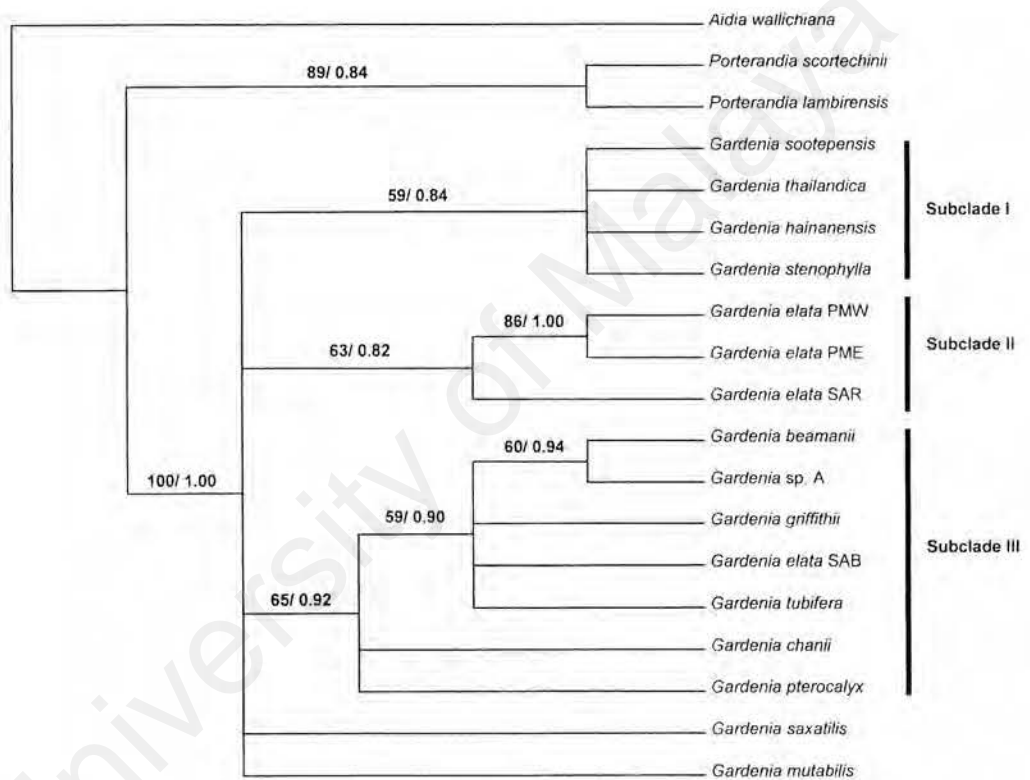 Aidia wallichiana
89/ 0.84
Porterandia scortechinii
Porterandia lambirensis
Gardenia sootepensis
59/ 0.84
Gardenia thailandica
Subclade I
Gardenia hainanensis
Gardenia stenophylla
86/ 1.00
Gardenia elata PMW
63/ 0.82
Gardenia elata PME
Subclade II
Gardenia elata SAR
60/ 0.94
Gardenia beamanii
100/ 1.00
Gardenia sp. A
59/ 0.90
Gardenia griffithii
Subclade III
Gardenia elata SAB
65/ 0.92
Gardenia tubifera
Gardenia chanii
Gardenia pterocalyx
Gardenia saxatilis
Gardenia mutabilis
University of Malaya